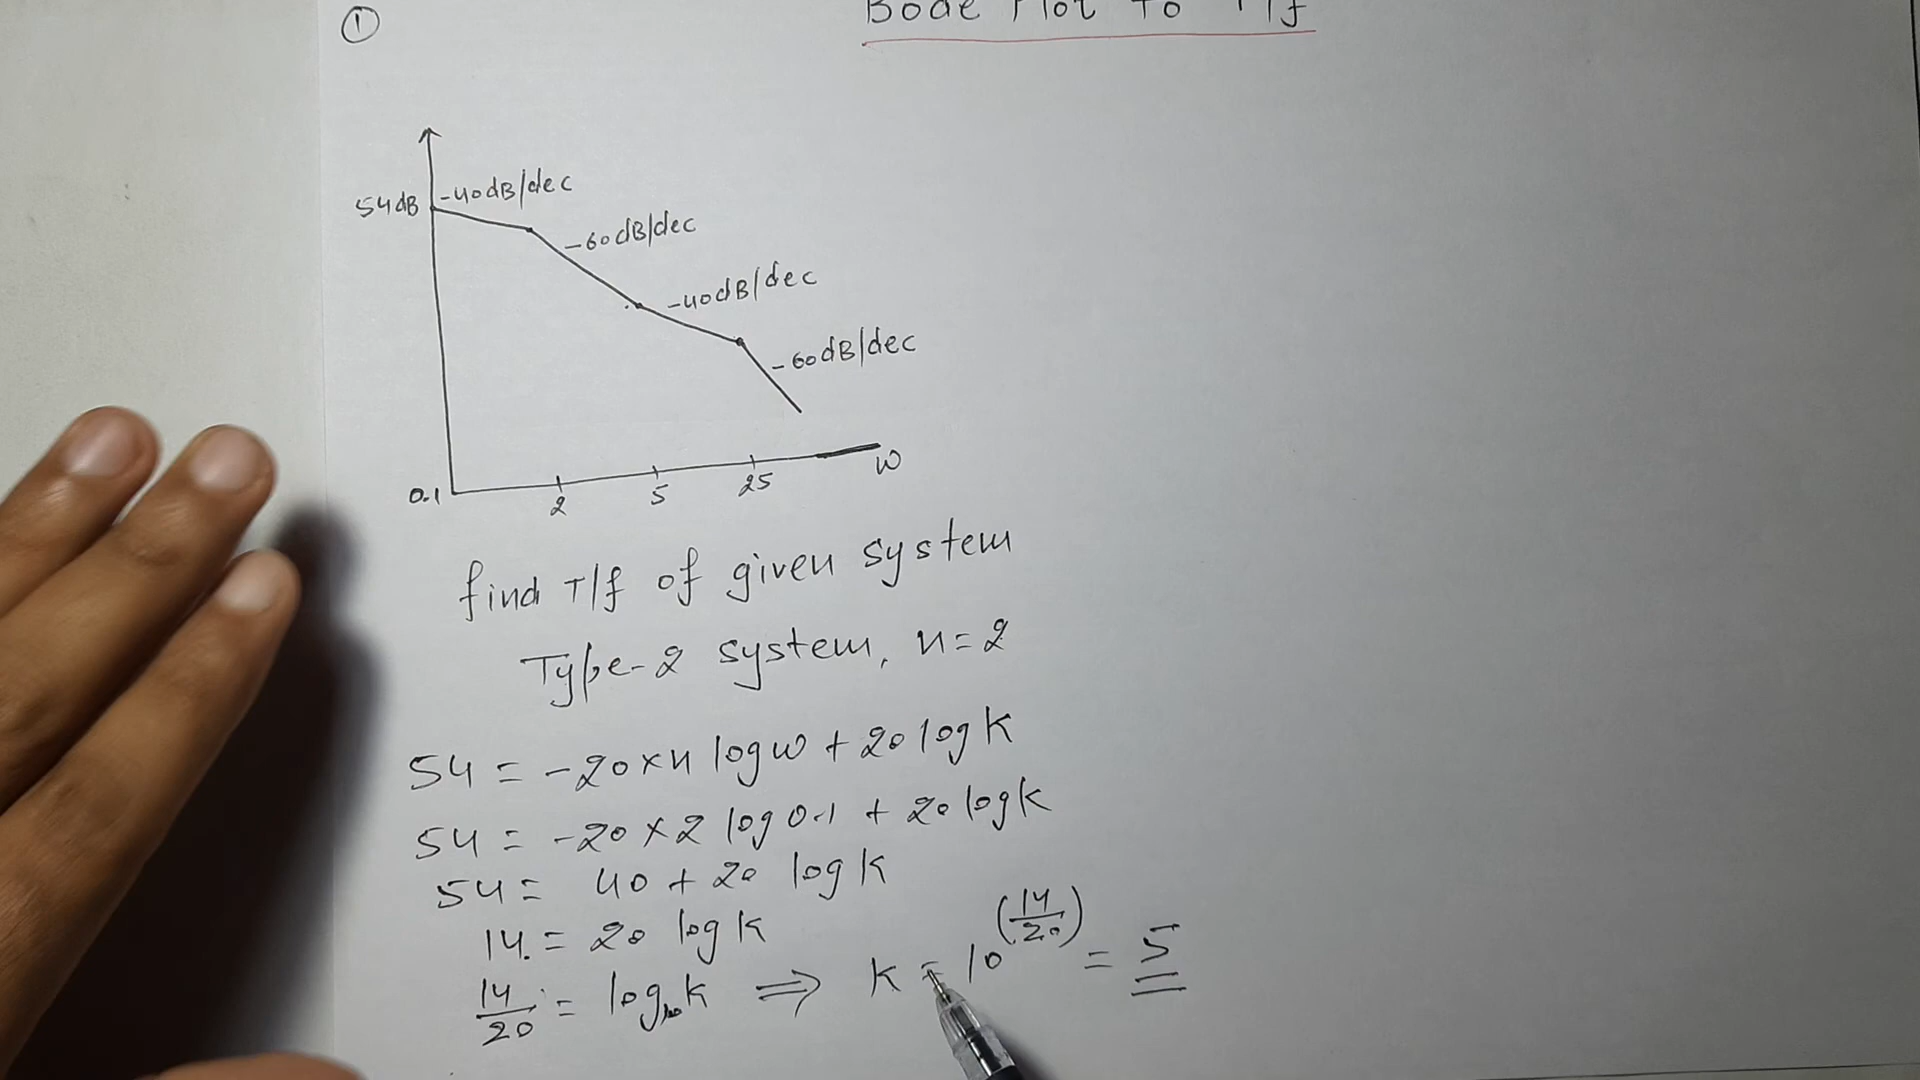 ①
Bode Plot to T/f
54dB
-40dB/dec
-60dB/dec
-40dB/dec
-60dB/dec
0.1
2
5
25
ω
find T/f of given system
Type-2 system, n=2
54 = -20×n logω + 20 log K
54 = -20 × 2 log 0.1 + 20 log K
54 = 40 + 20 log K
14 = 20 log K
14/20 = log₁₀K ⇒ K = 10^(14/20) = 5